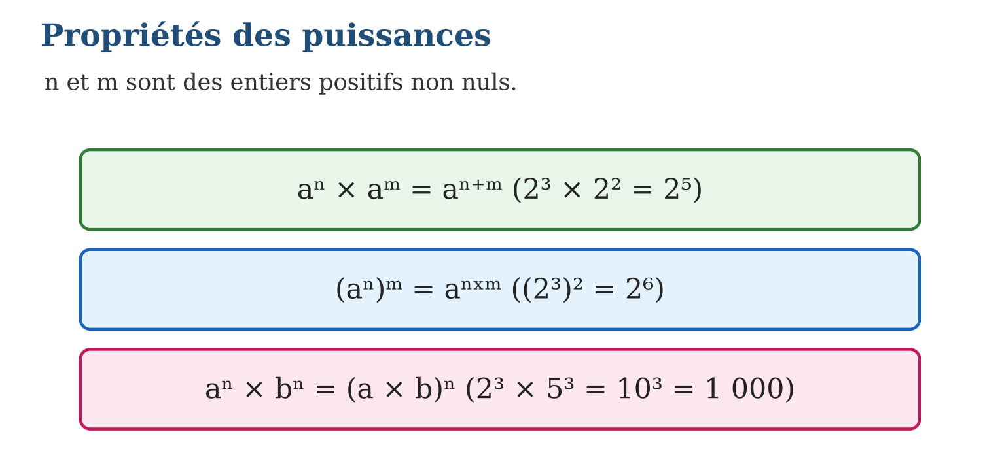 Propriétés des puissances
n et m sont des entiers positifs non nuls.
aⁿ × aᵐ = aⁿ⁺ᵐ (2³ × 2² = 2⁵)
(aⁿ)ᵐ = aⁿˣᵐ ((2³)² = 2⁶)
aⁿ × bⁿ = (a × b)ⁿ (2³ × 5³ = 10³ = 1 000)